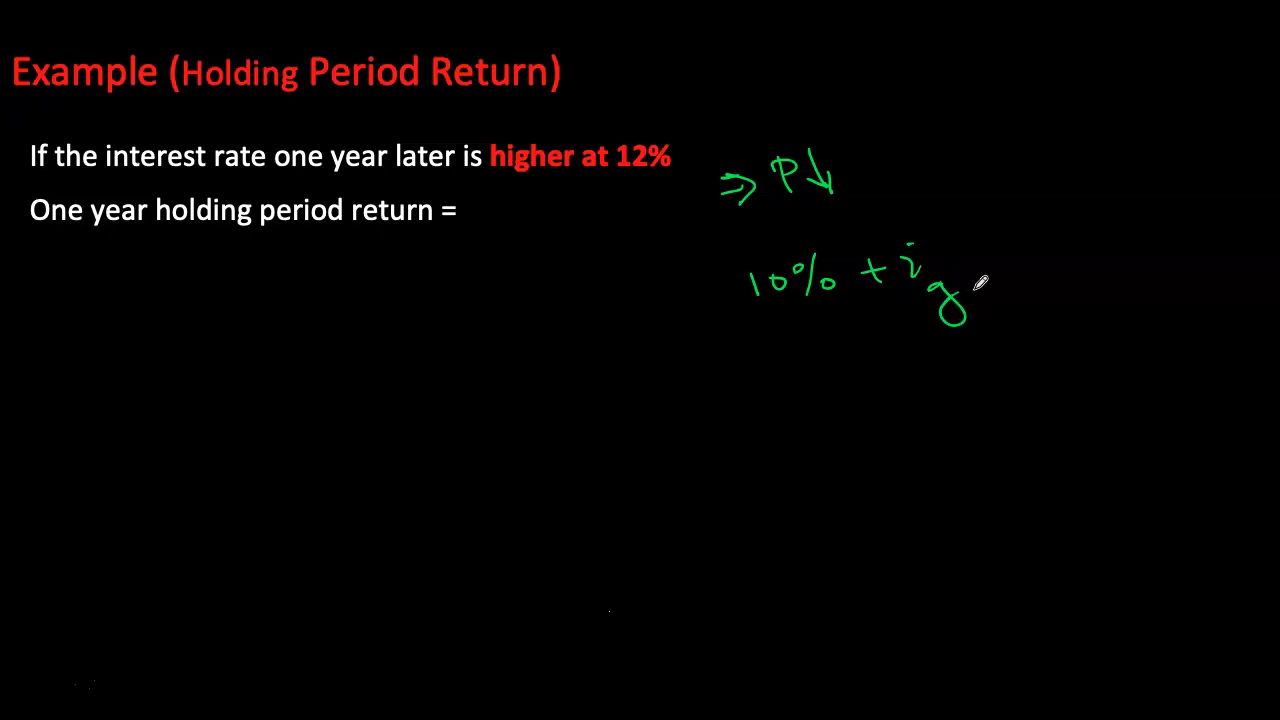 Example (Holding Period Return)
If the interest rate one year later is higher at 12%
⇒ P↓
One year holding period return =
10% + i g